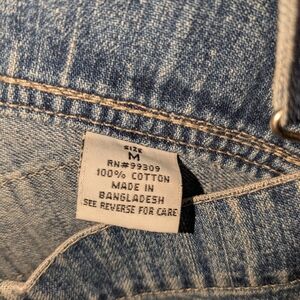 SIZE
M
RN#99309
100% COTTON
MADE IN
BANGLADESH
SEE REVERSE FOR CARE